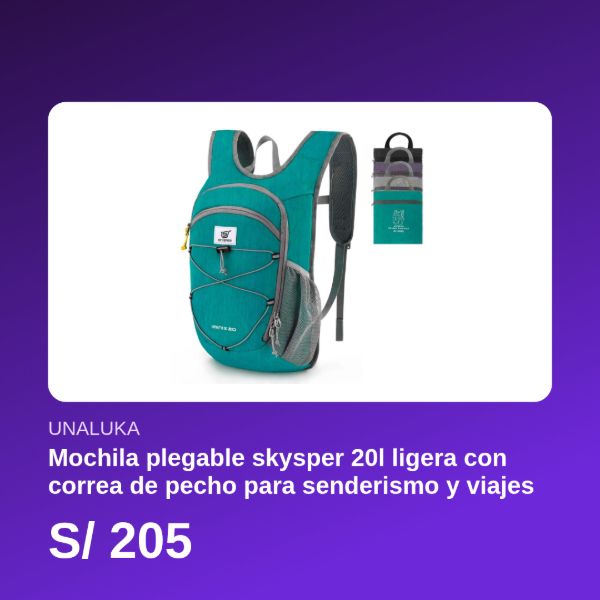 UNALUKA
Mochila plegable skysper 20l ligera con
correa de pecho para senderismo y viajes
S/ 205